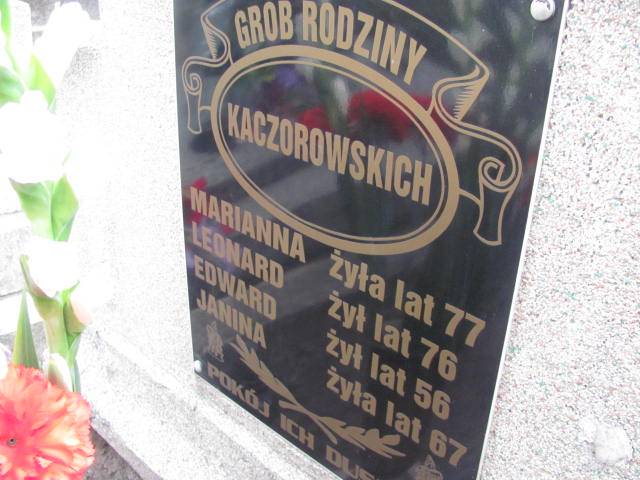 GROB RODZINY
KACZOROWSKICH
MARIANNA żyła lat 77
LEONARD żył lat 76
EDWARD żył lat 56
JANINA żyła lat 67
POKÓJ ICH